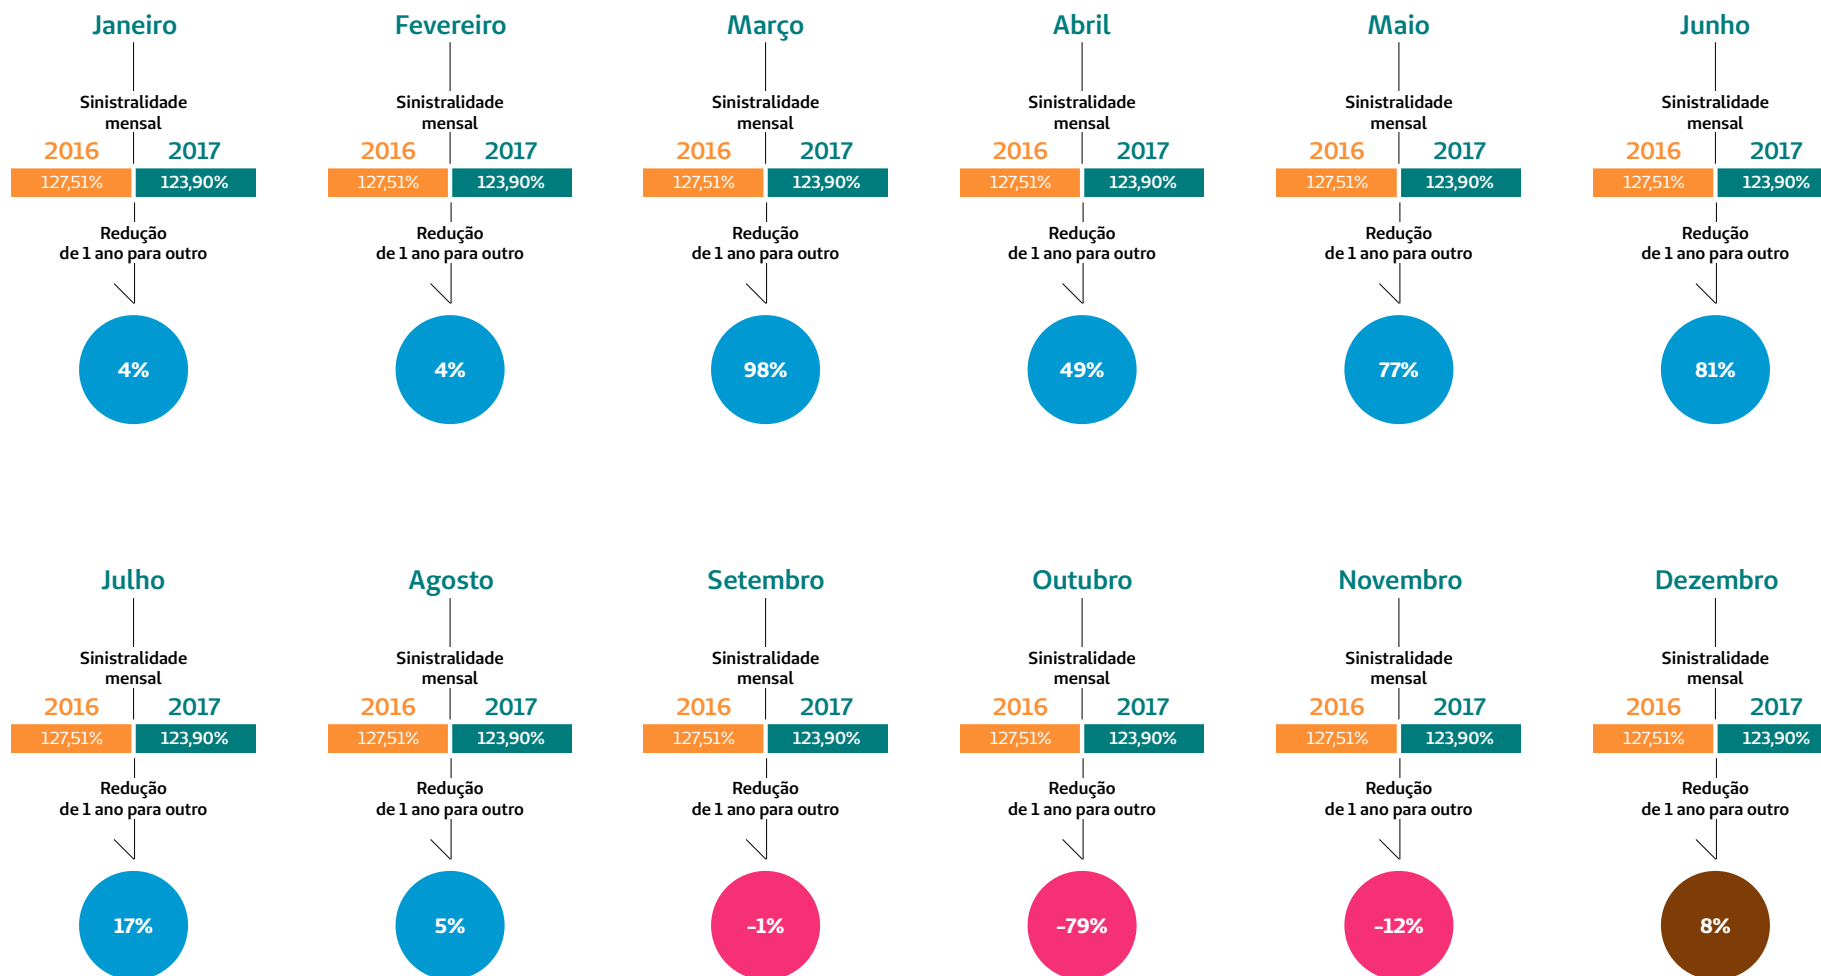 Janeiro Fevereiro Março Abril Maio Junho
Sinistralidade Sinistralidade Sinistralidade Sinistralidade Sinistralidade Sinistralidade
mensal mensal mensal mensal mensal mensal
2016 2017 2016 2017 2016 2017 2016 2017 2016 2017 2016 2017
127,51% 123,90% 127,51% 123,90% 127,51% 123,90% 127,51% 123,90% 127,51% 123,90% 127,51% 123,90%
Redução Redução Redução Redução Redução Redução
de 1 ano para outro de 1 ano para outro de 1 ano para outro de 1 ano para outro de 1 ano para outro de 1 ano para outro
4% 4% 98% 49% 77% 81%
Julho Agosto Setembro Outubro Novembro Dezembro
Sinistralidade Sinistralidade Sinistralidade Sinistralidade Sinistralidade Sinistralidade
mensal mensal mensal mensal mensal mensal
2016 2017 2016 2017 2016 2017 2016 2017 2016 2017 2016 2017
127,51% 123,90% 127,51% 123,90% 127,51% 123,90% 127,51% 123,90% 127,51% 123,90% 127,51% 123,90%
Redução Redução Redução Redução Redução Redução
de 1 ano para outro de 1 ano para outro de 1 ano para outro de 1 ano para outro de 1 ano para outro de 1 ano para outro
17% 5% –1% –79% –12% 8%